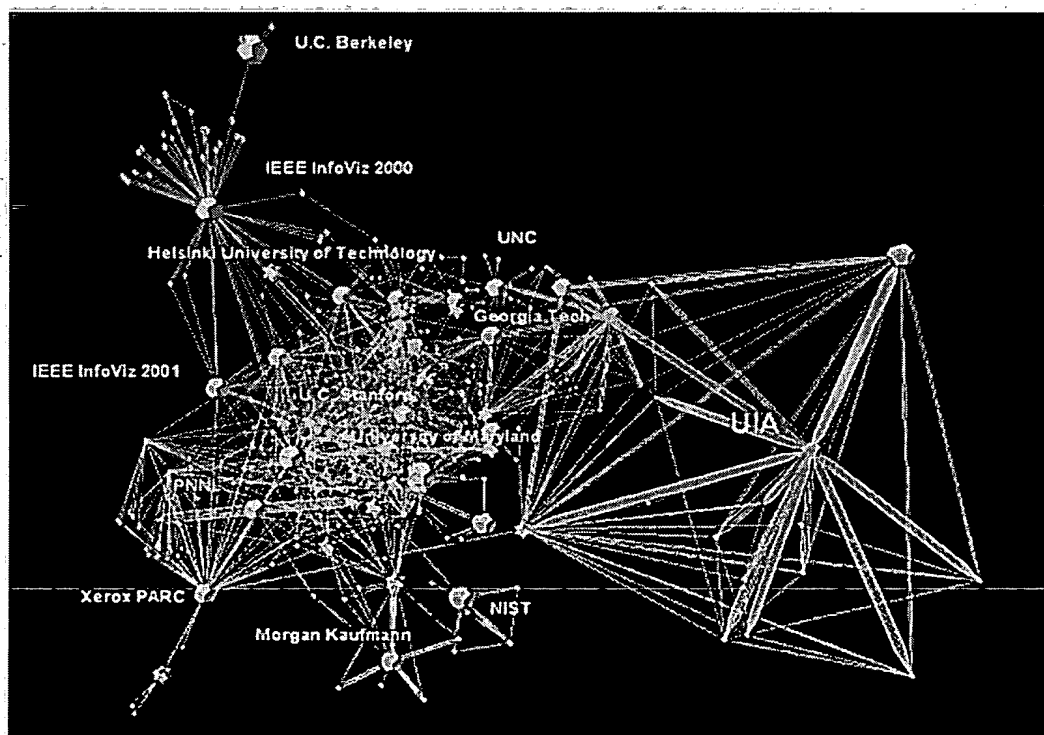 U.C. Berkeley
IEEE InfoViz 2000
UNC
Helsinki University of Technology
Georgia Tech
IEEE InfoViz 2001
U.C. Stanford
UIA
University of Maryland
PNNL
Xerox PARC
NIST
Morgan Kaufmann